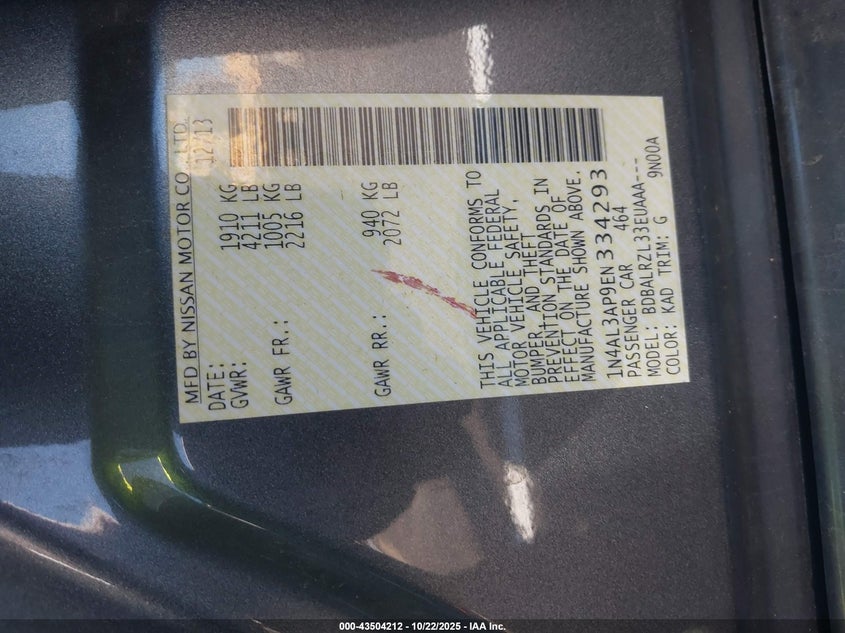 MFD BY NISSAN MOTOR CO., LTD.
DATE: 12/13
GVWR: 1910 KG
4211 LB
GAWR FR.: 1005 KG
2216 LB
GAWR RR.: 940 KG
2072 LB
THIS VEHICLE CONFORMS TO
ALL APPLICABLE FEDERAL
MOTOR VEHICLE SAFETY,
BUMPER, AND THEFT
PREVENTION STANDARDS IN
EFFECT ON THE DATE OF
MANUFACTURE SHOWN ABOVE.
1N4AL3AP9EN334293
PASSENGER CAR 464
MODEL: BDBALRZL33EUAAA---
COLOR: KAD TRIM: G 9N00A
000-43504212 - 10/22/2025 - IAA Inc.